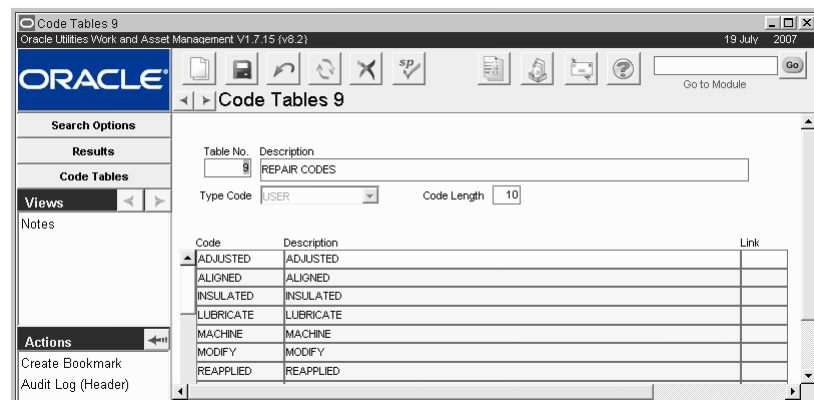 Code Tables 9
Oracle Utilities Work and Asset Management V1.7.15 {v8.2} 19 July 2007
ORACLE
Go
Go to Module
Code Tables 9
Search Options
Results
Code Tables
Views
Notes
Actions
Create Bookmark
Audit Log (Header)
Table No. Description
9 REPAIR CODES
Type Code USER Code Length 10
Code Description Link
ADJUSTED ADJUSTED
ALIGNED ALIGNED
INSULATED INSULATED
LUBRICATE LUBRICATE
MACHINE MACHINE
MODIFY MODIFY
REAPPLIED REAPPLIED